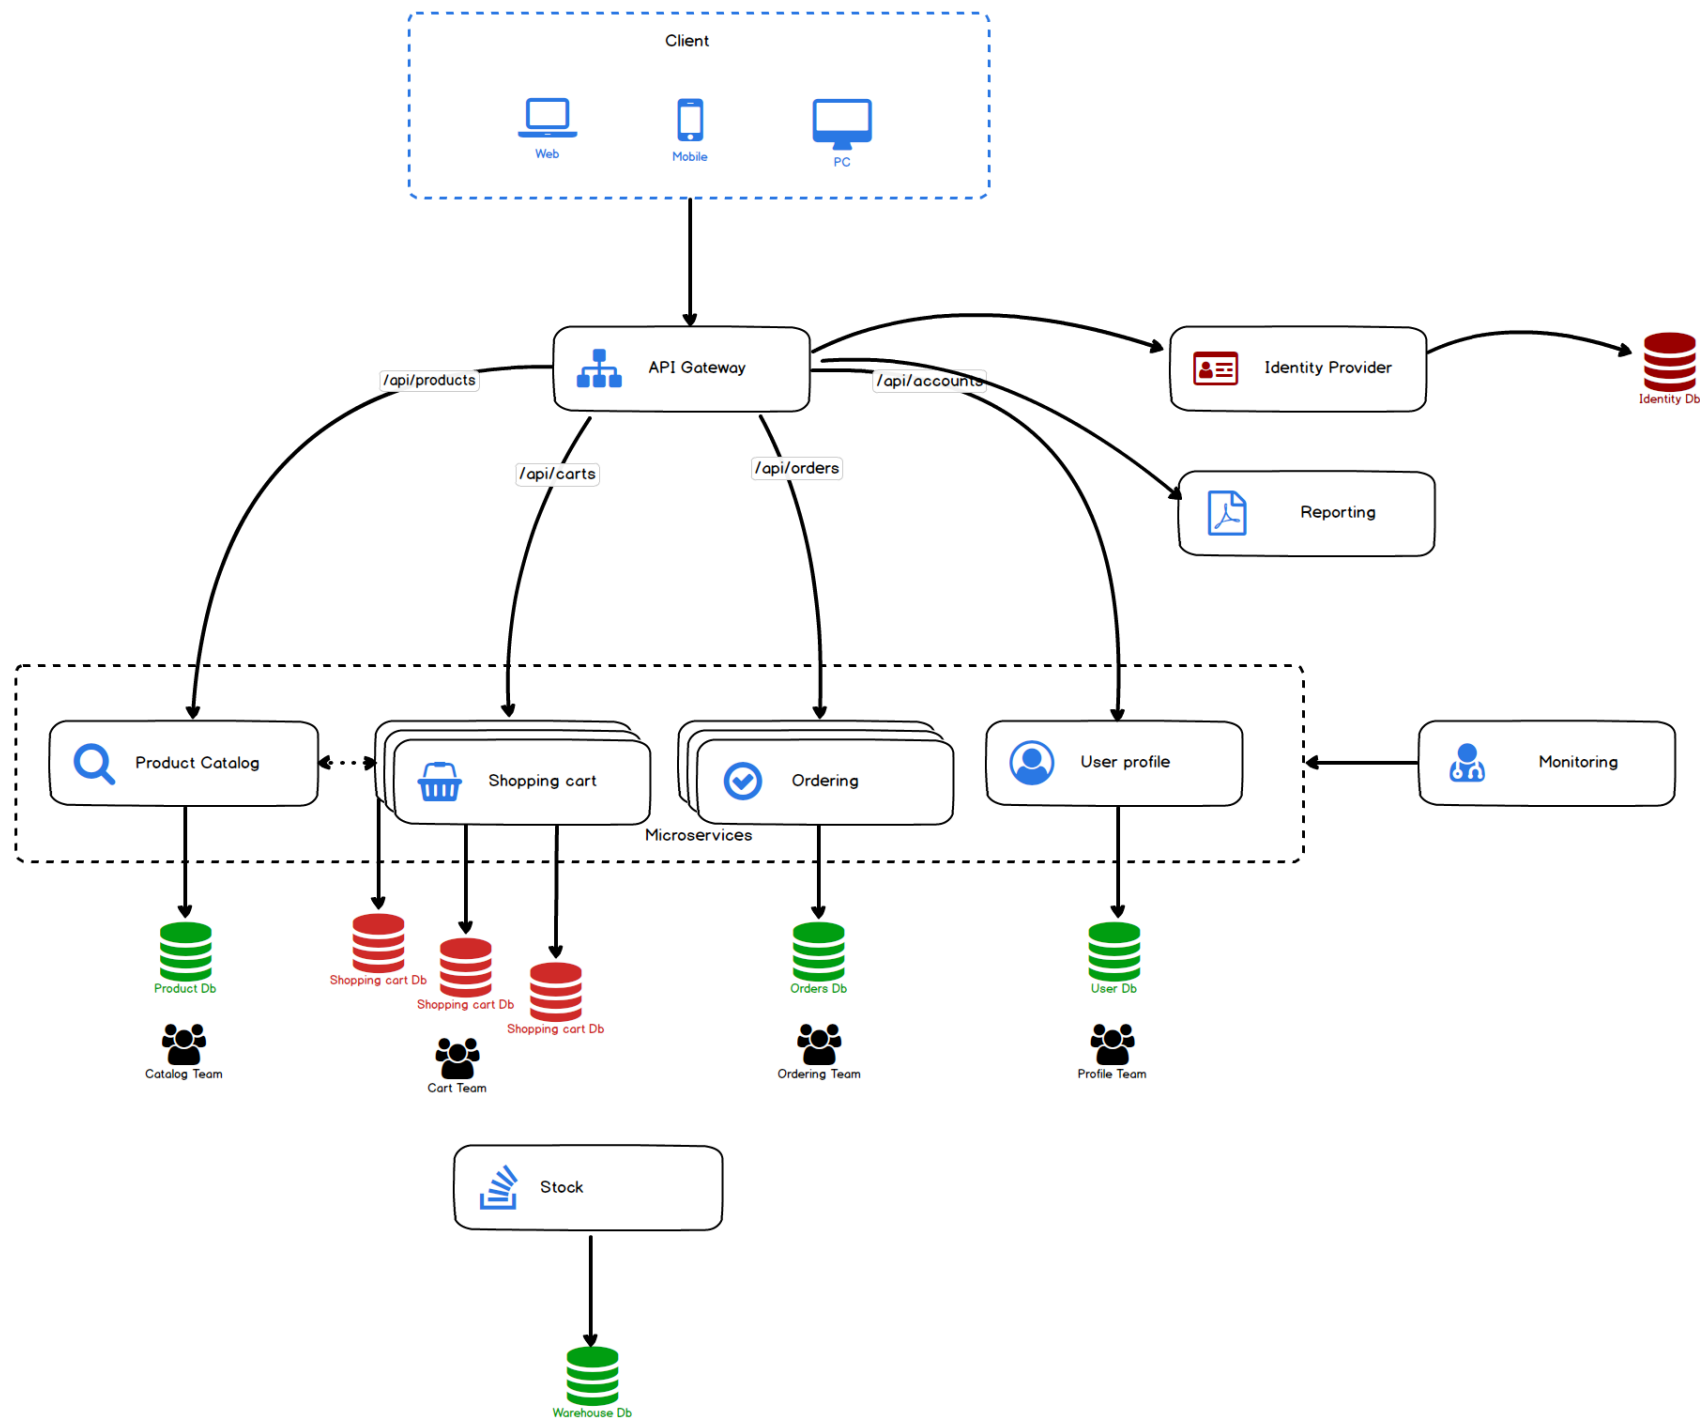 Client
Web
Mobile
PC
API Gateway
Identity Provider
Identity Db
/api/products
/api/accounts
/api/carts
/api/orders
Reporting
Product Catalog
Shopping cart
Ordering
User profile
Monitoring
Microservices
Product Db
Shopping cart Db
Shopping cart Db
Shopping cart Db
Orders Db
User Db
Catalog Team
Cart Team
Ordering Team
Profile Team
Stock
Warehouse Db